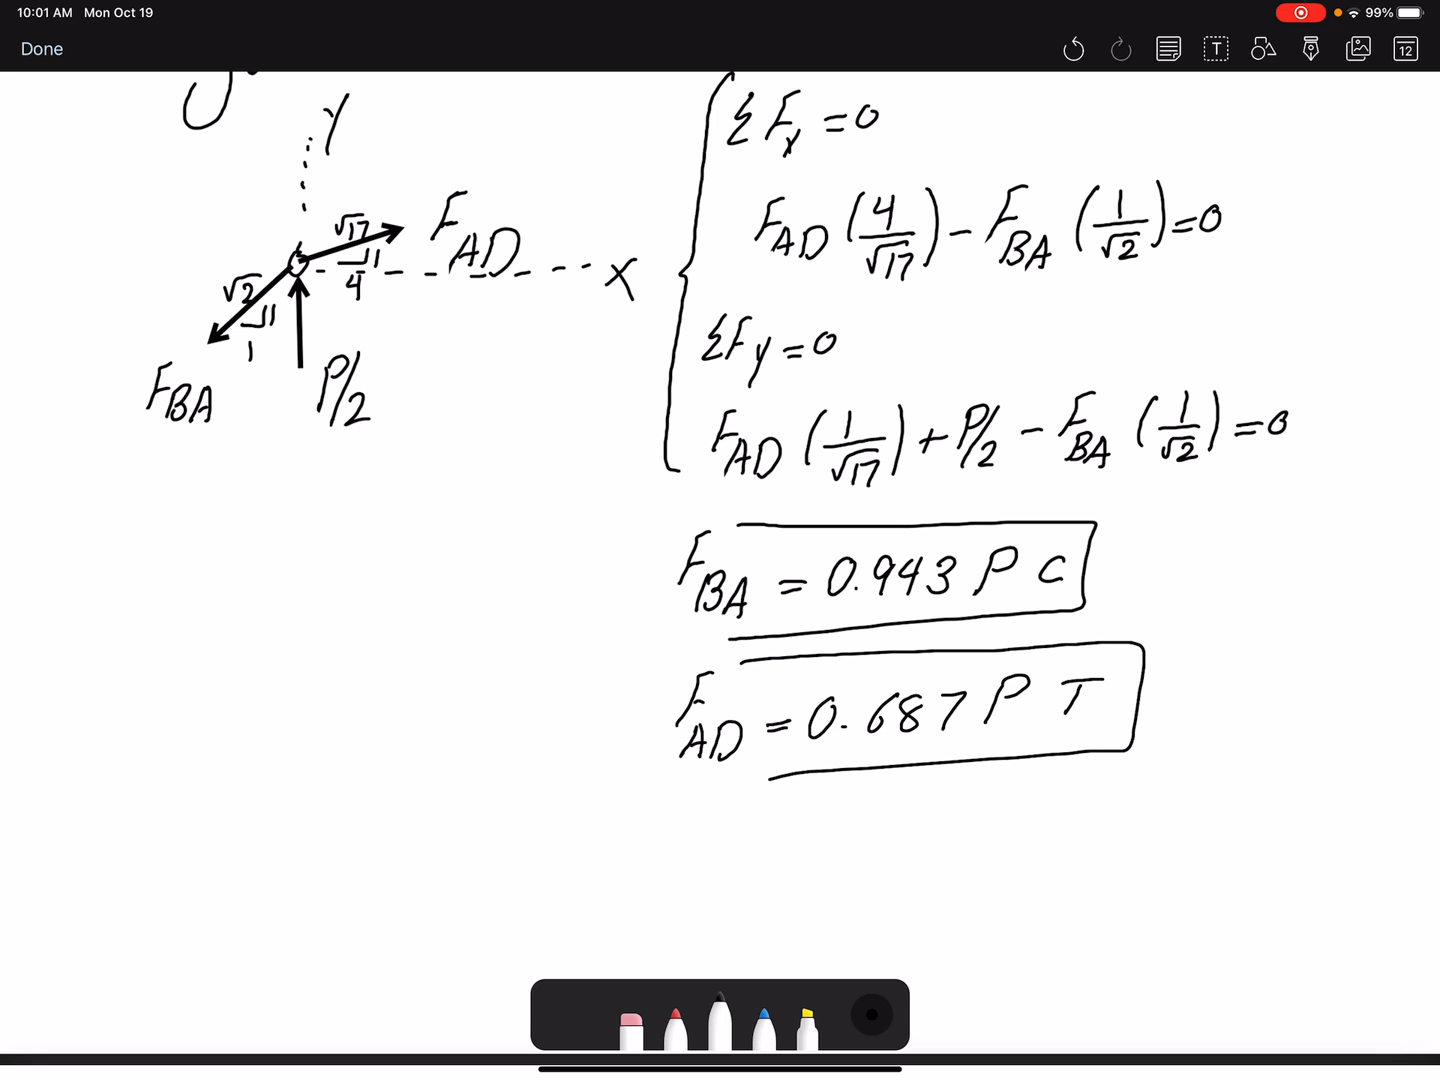 10:01 AM Mon Oct 19
99%
Done
T
12
y
√17
F_AD
1
4
x
√2
1
1
F_BA
P/2
ΣF_x = 0
F_AD (4/√17) - F_BA (1/√2) = 0
ΣF_y = 0
F_AD (1/√17) + P/2 - F_BA (1/√2) = 0
F_BA = 0.943 P C
F_AD = 0.687 P T